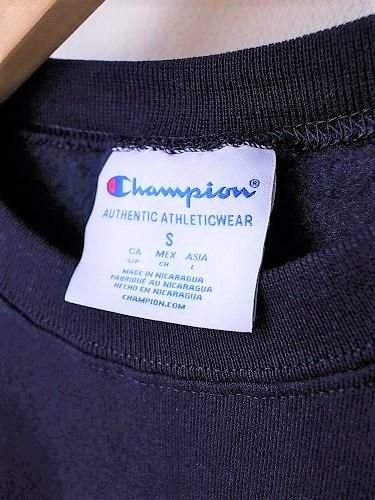 Champion®
AUTHENTIC ATHLETICWEAR
S
CA MEX ASIA
S/P CH L
MADE IN NICARAGUA
FABRIQUÉ AU NICARAGUA
HECHO EN NICARAGUA
CHAMPION.COM